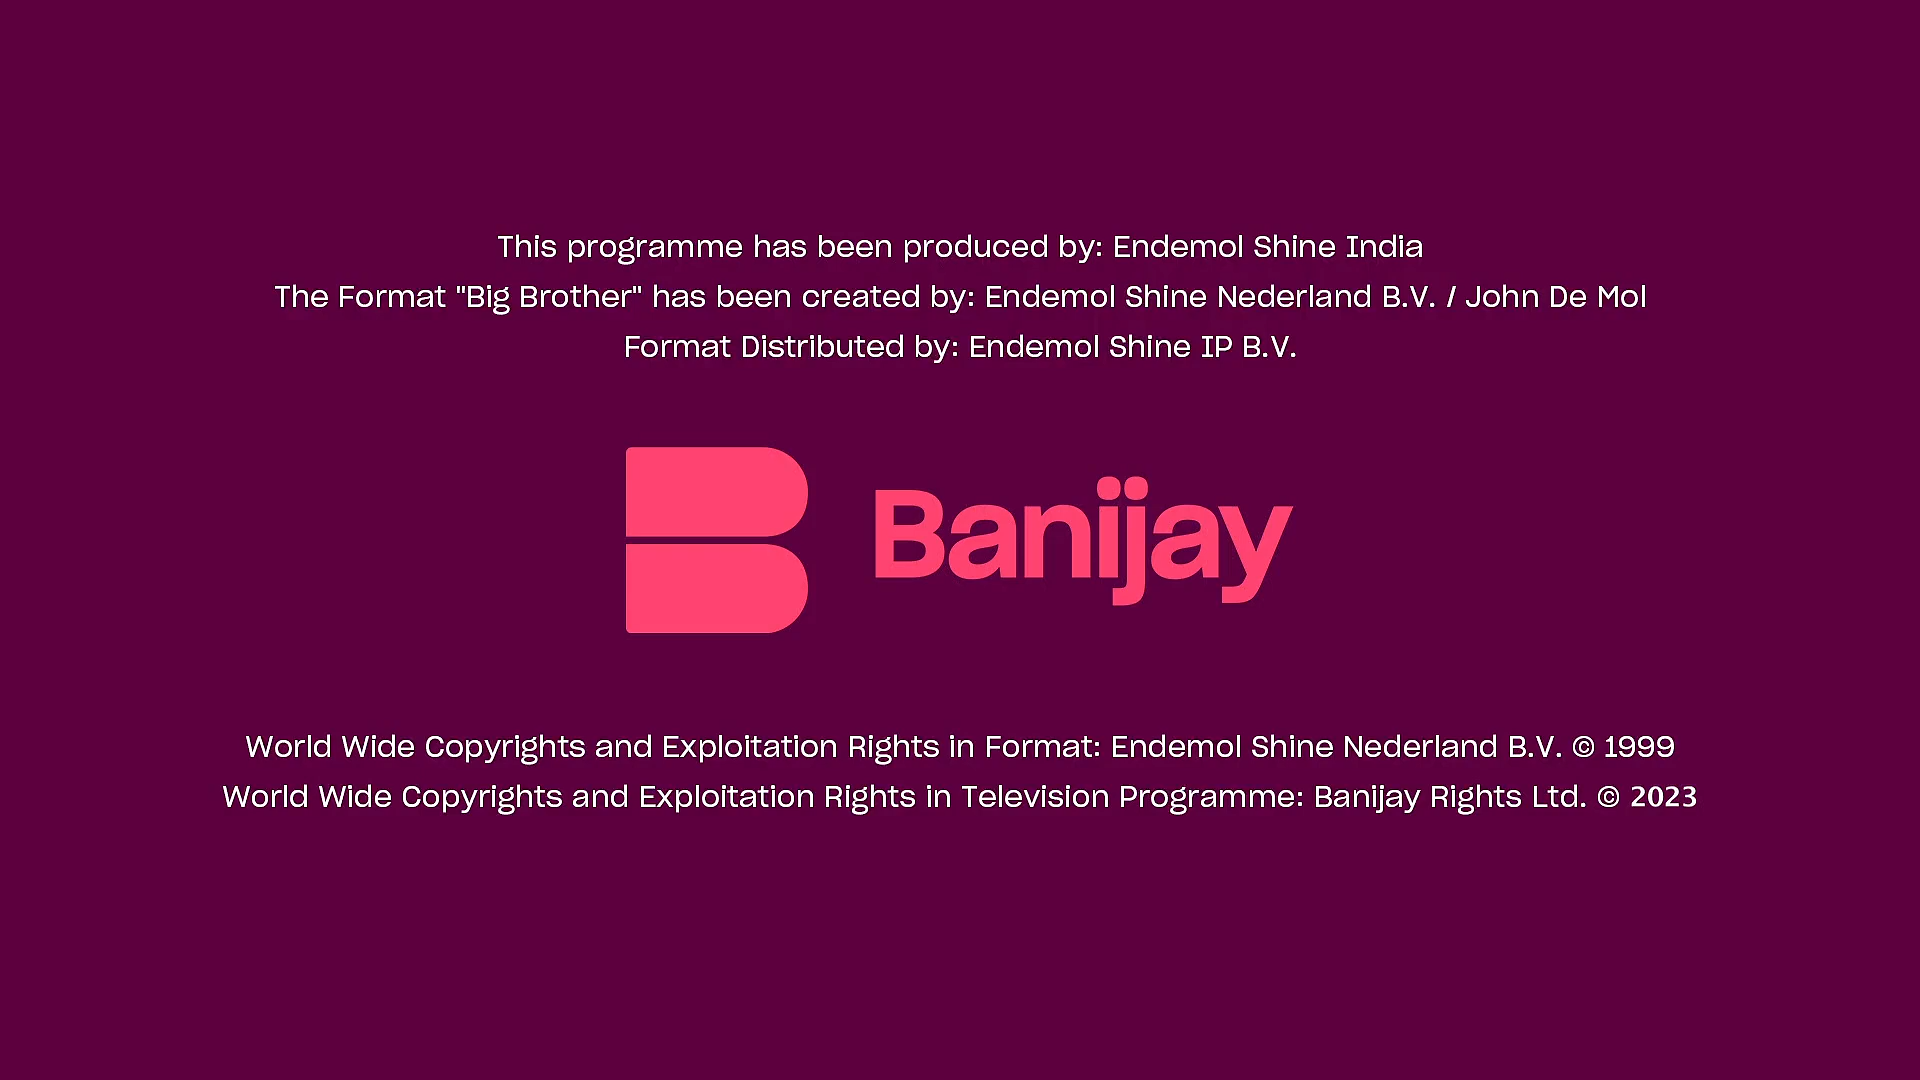 This programme has been produced by: Endemol Shine India
The Format "Big Brother" has been created by: Endemol Shine Nederland B.V. / John De Mol
Format Distributed by: Endemol Shine IP B.V.
Banijay
World Wide Copyrights and Exploitation Rights in Format: Endemol Shine Nederland B.V. © 1999
World Wide Copyrights and Exploitation Rights in Television Programme: Banijay Rights Ltd. © 2023